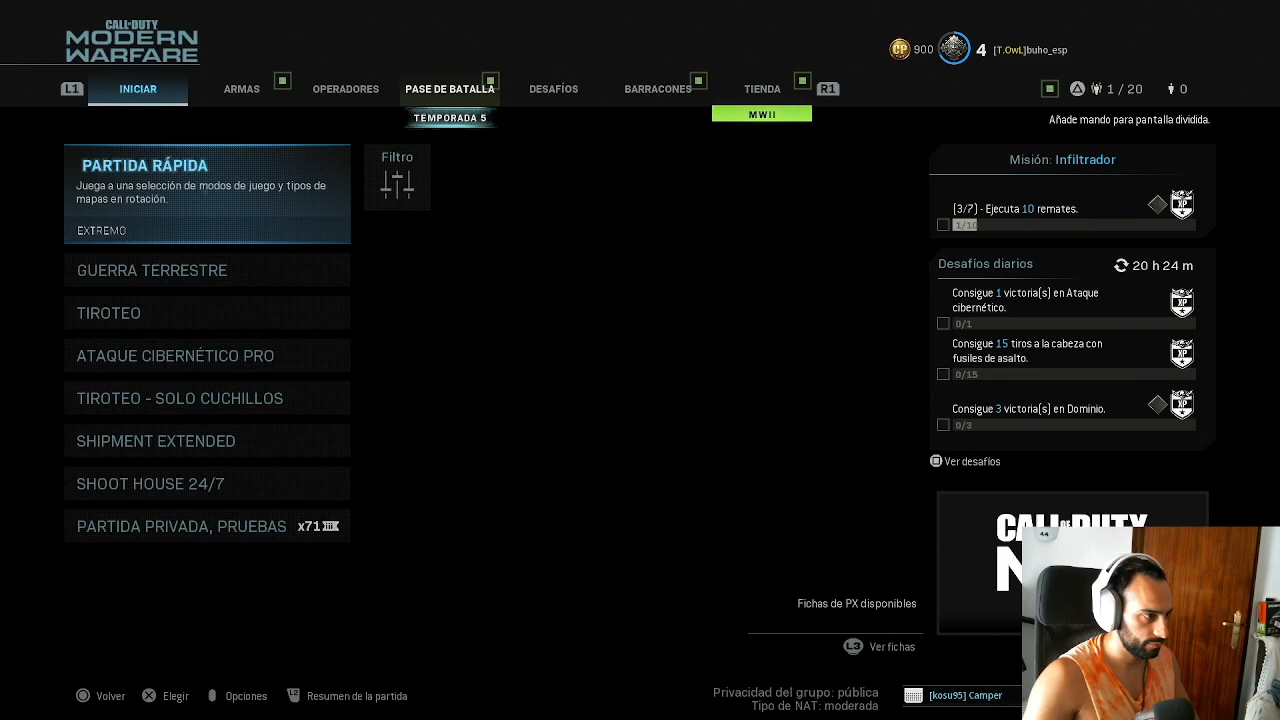 CALL OF DUTY
MODERN
WARFARE
CP 900 4 [T.OwL]buho_esp
L1 INICIAR ARMAS OPERADORES PASE DE BATALLA DESAFÍOS BARRACONES TIENDA R1 1 / 20 0
TEMPORADA 5 MWII
Añade mando para pantalla dividida.
PARTIDA RÁPIDA
Juega a una selección de modos de juego y tipos de
mapas en rotación.
EXTREMO
Filtro
GUERRA TERRESTRE
TIROTEO
ATAQUE CIBERNÉTICO PRO
TIROTEO - SOLO CUCHILLOS
SHIPMENT EXTENDED
SHOOT HOUSE 24/7
PARTIDA PRIVADA, PRUEBAS x71
Misión: Infiltrador
[3/7] - Ejecuta 10 remates.
XP
1/10
Desafíos diarios 20 h 24 m
Consigue 1 victoria(s) en Ataque
cibernético.
XP
0/1
Consigue 15 tiros a la cabeza con
fusiles de asalto.
XP
0/15
Consigue 3 victoria(s) en Dominio.
XP
0/3
Ver desafíos
CALL OF DUTY
Fichas de PX disponibles
L3 Ver fichas
Volver Elegir Opciones L2 Resumen de la partida
Privacidad del grupo: pública
Tipo de NAT: moderada
[kosu95] Camper